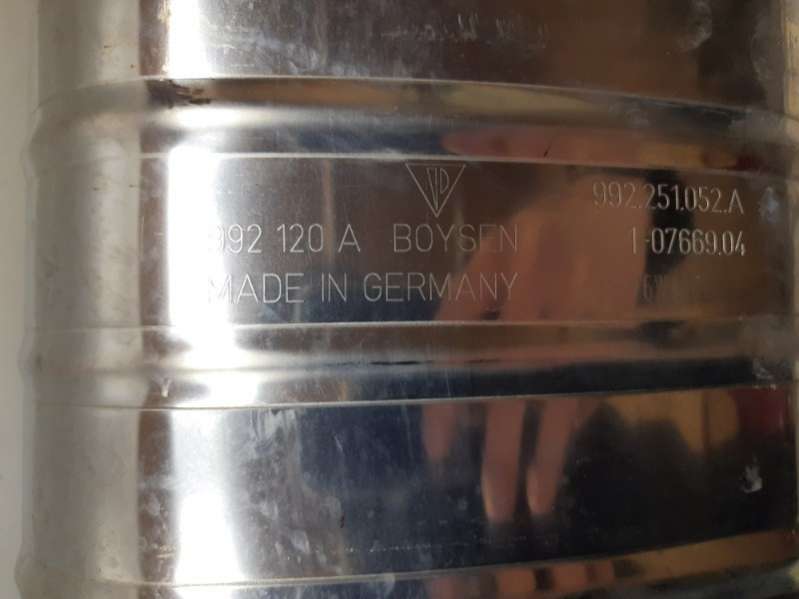 992 120 A BOYSEN
MADE IN GERMANY
992.251.052.A
1-07669.04